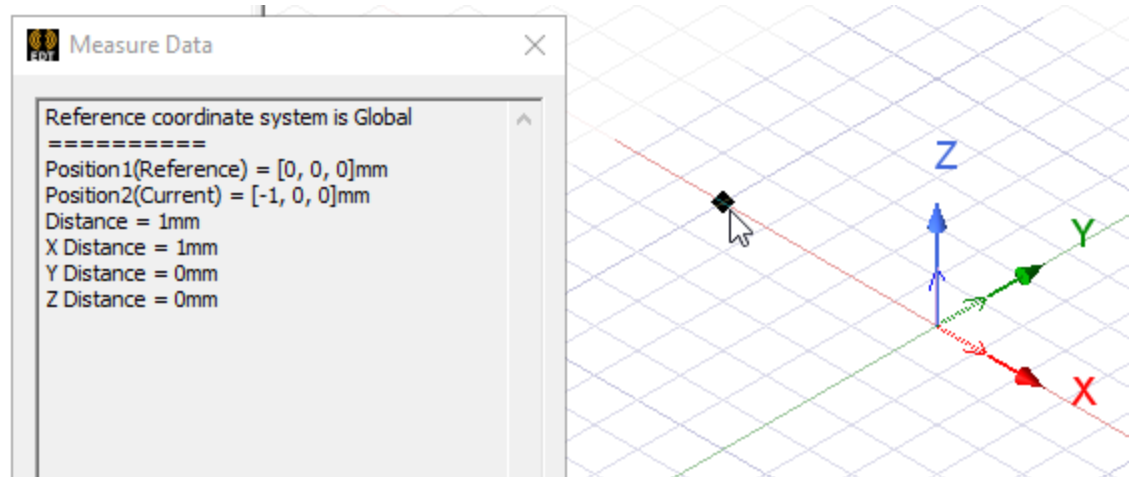 EDT
Measure Data
Reference coordinate system is Global
==========
Position1(Reference) = [0, 0, 0]mm
Position2(Current) = [-1, 0, 0]mm
Distance = 1mm
X Distance = 1mm
Y Distance = 0mm
Z Distance = 0mm
Z
Y
X